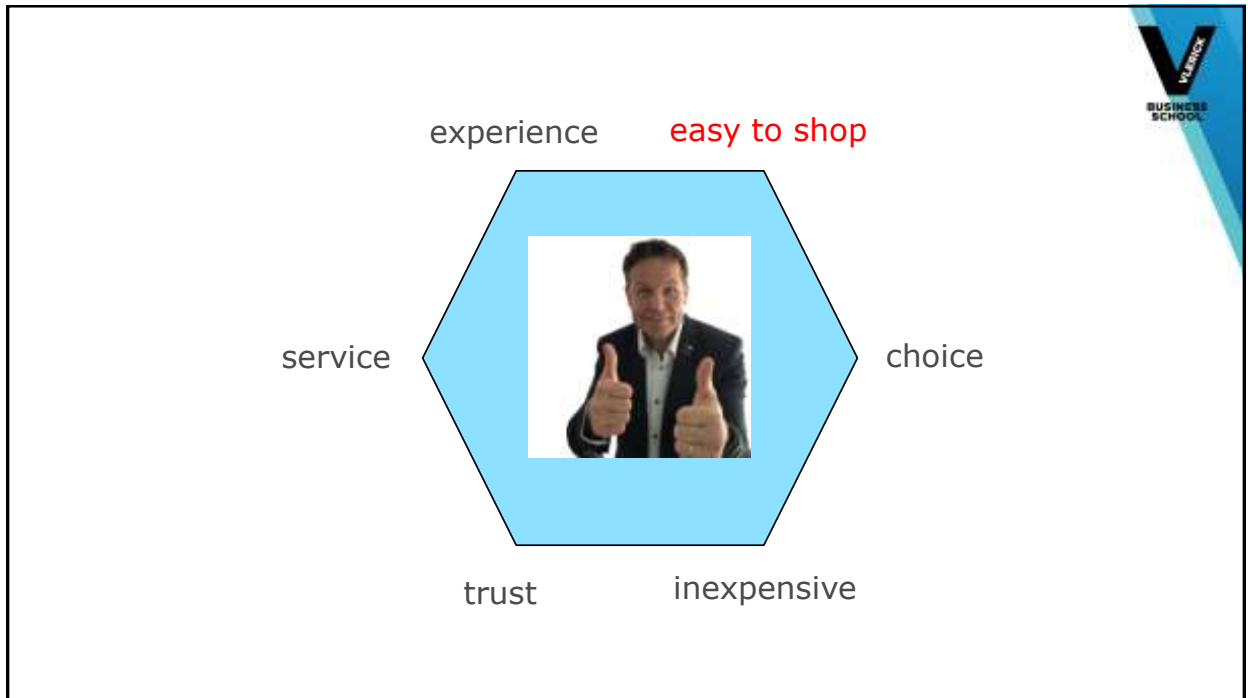 VLERICK
BUSINESS
SCHOOL
experience
easy to shop
service
choice
trust
inexpensive